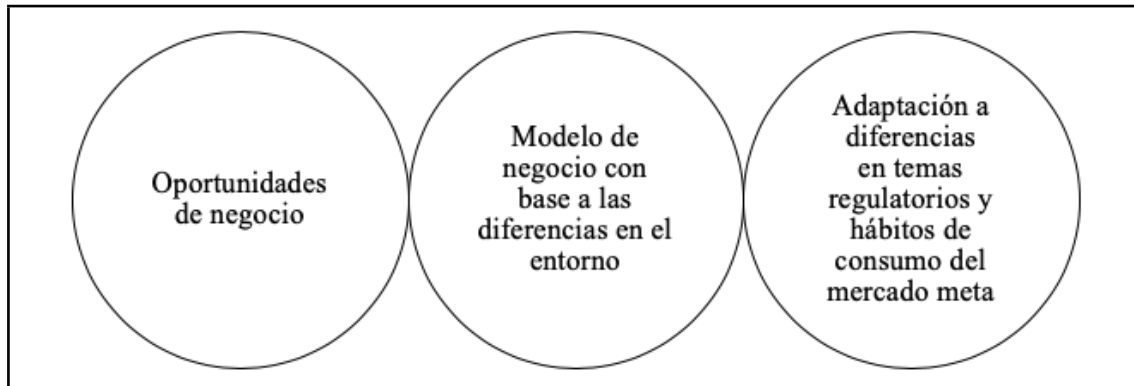 Oportunidades
de negocio
Modelo de
negocio con
base a las
diferencias en el
entorno
Adaptación a
diferencias
en temas
regulatorios y
hábitos de
consumo del
mercado meta